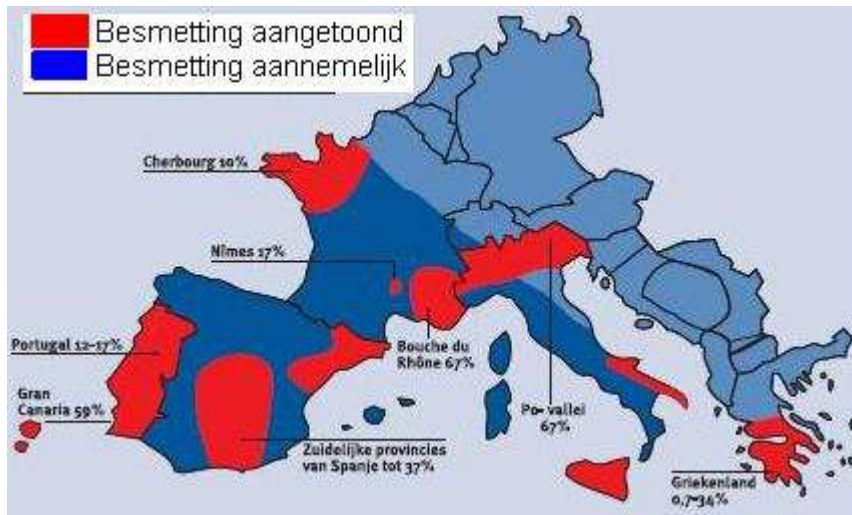 Besmetting aangetoond
Besmetting aannemelijk
Cherbourg 10%
Nîmes 17%
Portugal 12-17%
Bouche du
Rhône 67%
Gran
Canaria 59%
Po- vallei
67%
Zuidelijke provincies
van Spanje tot 37%
Griekenland
0,7-34%